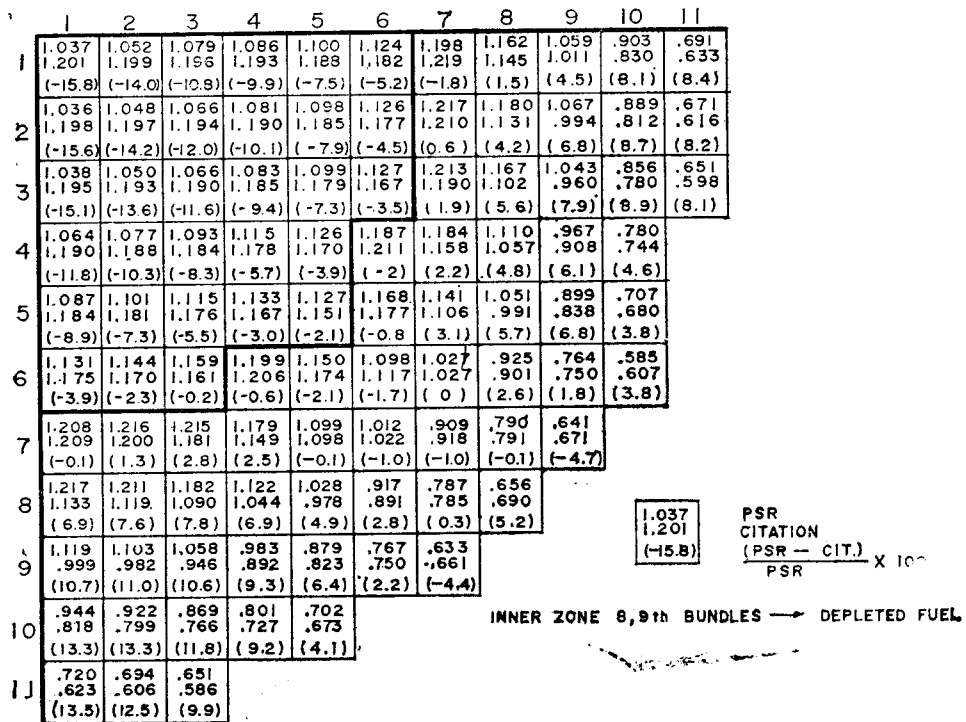 1 2 3 4 5 6 7 8 9 10 11
1.037 1.052 1.079 1.086 1.100 1.124 1.198 1.162 1.059 .903 .691
1 1.201 1.199 1.196 1.193 1.188 1.182 1.219 1.145 1.011 .830 .633
(-15.8) (-14.0) (-10.8) (-9.9) (-7.5) (-5.2) (-1.8) (1.5) (4.5) (8.1) (8.4)
1.036 1.048 1.066 1.081 1.098 1.126 1.217 1.180 1.067 .889 .671
2 1.198 1.197 1.194 1.190 1.185 1.177 1.210 1.131 .994 .812 .616
(-15.6) (-14.2) (-12.0) (-10.1) (-7.9) (-4.5) (0.6) (4.2) (6.8) (8.7) (8.2)
1.038 1.050 1.066 1.083 1.099 1.127 1.213 1.167 1.043 .856 .651
3 1.195 1.193 1.190 1.185 1.179 1.167 1.190 1.102 .960 .780 .598
(-15.1) (-13.6) (-11.6) (-9.4) (-7.3) (-3.5) (1.9) (5.6) (7.9) (8.9) (8.1)
1.064 1.077 1.093 1.115 1.126 1.187 1.184 1.110 .967 .780
4 1.190 1.188 1.184 1.178 1.170 1.211 1.158 1.057 .908 .744
(-11.8) (-10.3) (-8.3) (-5.7) (-3.9) (-2) (2.2) (4.8) (6.1) (4.6)
1.087 1.101 1.115 1.133 1.127 1.168 1.141 1.051 .899 .707
5 1.184 1.181 1.176 1.167 1.151 1.177 1.106 .991 .838 .680
(-8.9) (-7.3) (-5.5) (-3.0) (-2.1) (-0.8 (3.1) (5.7) (6.8) (3.8)
1.131 1.144 1.159 1.199 1.150 1.098 1.027 .925 .764 .585
6 1.175 1.170 1.161 1.206 1.174 1.117 1.027 .901 .750 .607
(-3.9) (-2.3) (-0.2) (-0.6) (-2.1) (-1.7) (0) (2.6) (1.8) (3.8)
1.208 1.216 1.215 1.179 1.099 1.012 .909 .790 .641
7 1.209 1.200 1.181 1.149 1.098 1.022 .918 .791 .671
(-0.1) (1.3) (2.8) (2.5) (-0.1) (-1.0) (-1.0) (-0.1) (-4.7)
1.217 1.211 1.182 1.122 1.028 .917 .787 .656
8 1.133 1.119 1.090 1.044 .978 .891 .785 .690
(6.9) (7.6) (7.8) (6.9) (4.9) (2.8) (0.3) (5.2)
1.119 1.103 1.058 .983 .879 .767 .633
9 .999 .982 .946 .892 .823 .750 .661
(10.7) (11.0) (10.6) (9.3) (6.4) (2.2) (-4.4)
.944 .922 .869 .801 .702
10 .818 .799 .766 .727 .673
(13.3) (13.3) (11.8) (9.2) (4.1)
.720 .694 .651
11 .623 .606 .586
(13.5) (12.5) (9.9)
1.037 PSR
1.201 CITATION
(-15.8) (PSR - CIT.)
PSR X 100
INNER ZONE 8,9th BUNDLES → DEPLETED FUEL